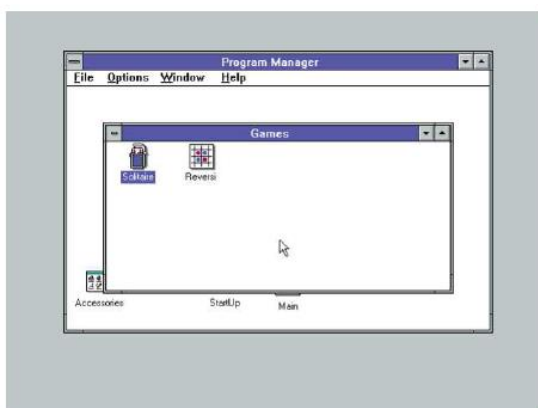 Program Manager
File Options Window Help
Games
Solitaire Reversi
Accessories StartUp Main